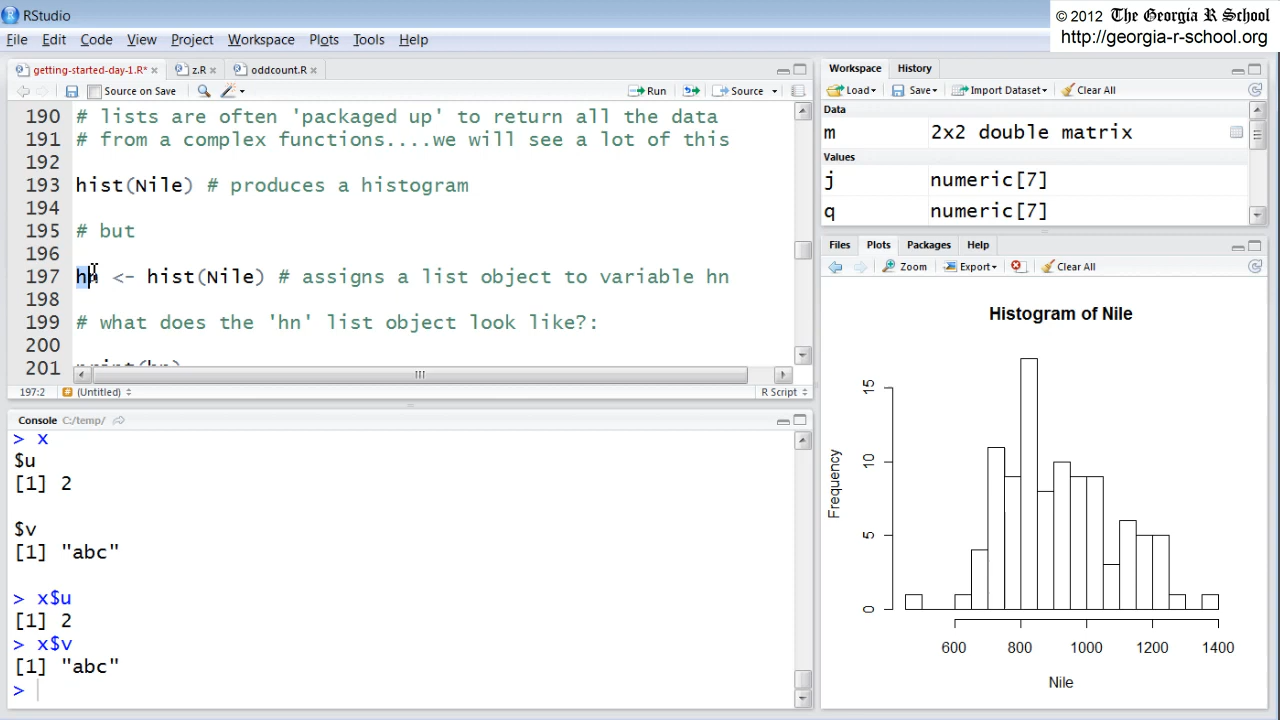 RStudio
© 2012 The Georgia R School
http://georgia-r-school.org
File Edit Code View Project Workspace Plots Tools Help
getting-started-day-1.R* × z.R × oddcount.R ×
Source on Save Run Source
190 # lists are often 'packaged up' to return all the data
191 # from a complex functions....we will see a lot of this
192
193 hist(Nile) # produces a histogram
194
195 # but
196
197 hn <- hist(Nile) # assigns a list object to variable hn
198
199 # what does the 'hn' list object look like?:
200
201 print(hn)
197:2 (Untitled) R Script
Console C:/temp/
> x
$u
[1] 2
$v
[1] "abc"
> x$u
[1] 2
> x$v
[1] "abc"
>
Workspace History
Load Save Import Dataset Clear All
Data
m 2x2 double matrix
Values
j numeric[7]
q numeric[7]
Files Plots Packages Help
Zoom Export Clear All
Histogram of Nile
Frequency
15
10
5
0
600 800 1000 1200 1400
Nile